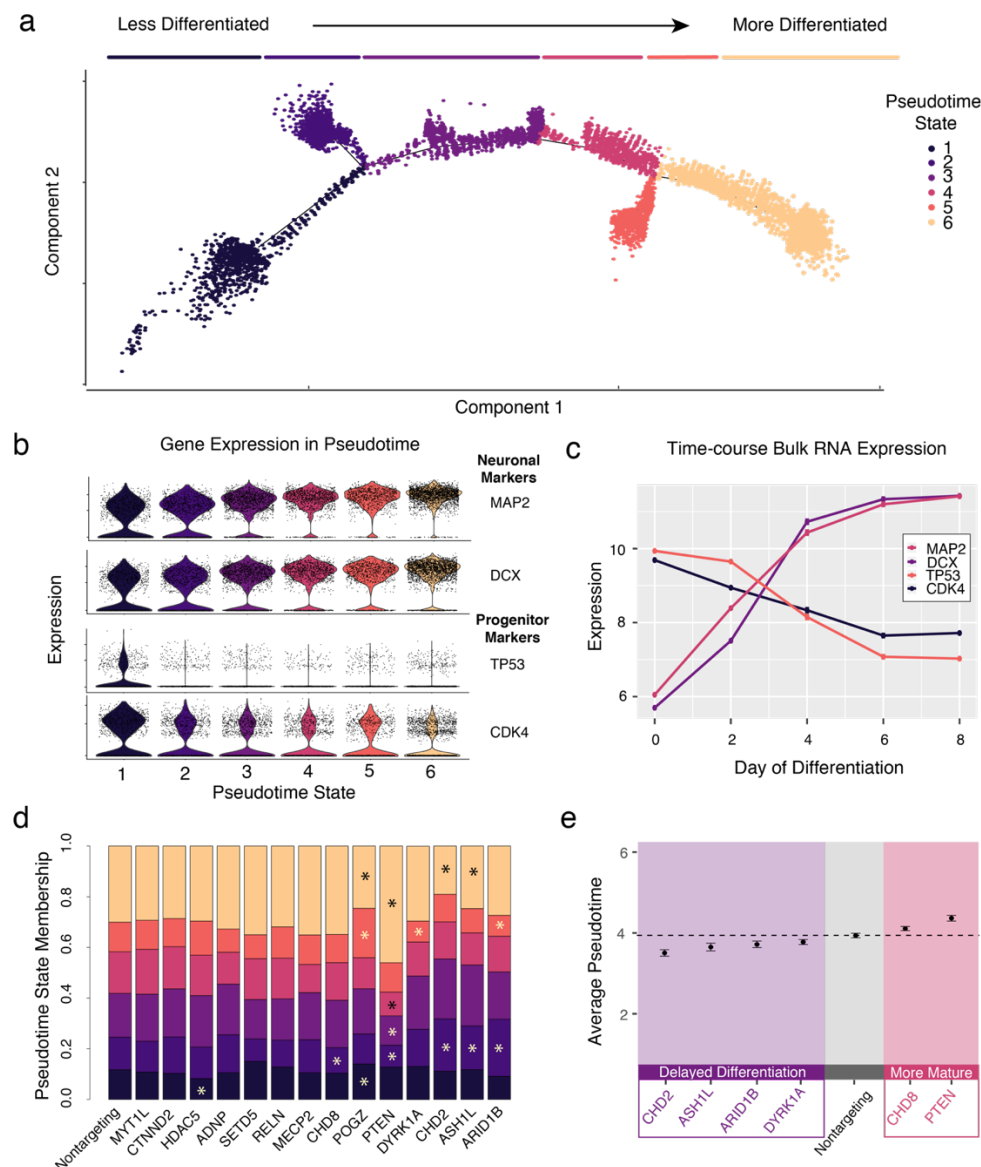 a
Less Differentiated
More Differentiated
Component 2
Component 1
Pseudotime
State
1
2
3
4
5
6
b
Gene Expression in Pseudotime
Neuronal
Markers
MAP2
DCX
Progenitor
Markers
TP53
CDK4
Expression
1 2 3 4 5 6
Pseudotime State
c
Time-course Bulk RNA Expression
Expression
10
8
6
MAP2
DCX
TP53
CDK4
0 2 4 6 8
Day of Differentiation
d
Pseudotime State Membership
1.0
0.8
0.6
0.4
0.2
0.0
* * * * * * * * * * * * * * * *
Nontargeting
MYT1L
CTNND2
HDAC5
ADNP
SETD5
RELN
MECP2
CHD8
POGZ
PTEN
DYRK1A
CHD2
ASH1L
ARID1B
e
Average Pseudotime
6
4
2
Delayed Differentiation
More Mature
CHD2
ASH1L
ARID1B
DYRK1A
Nontargeting
CHD8
PTEN